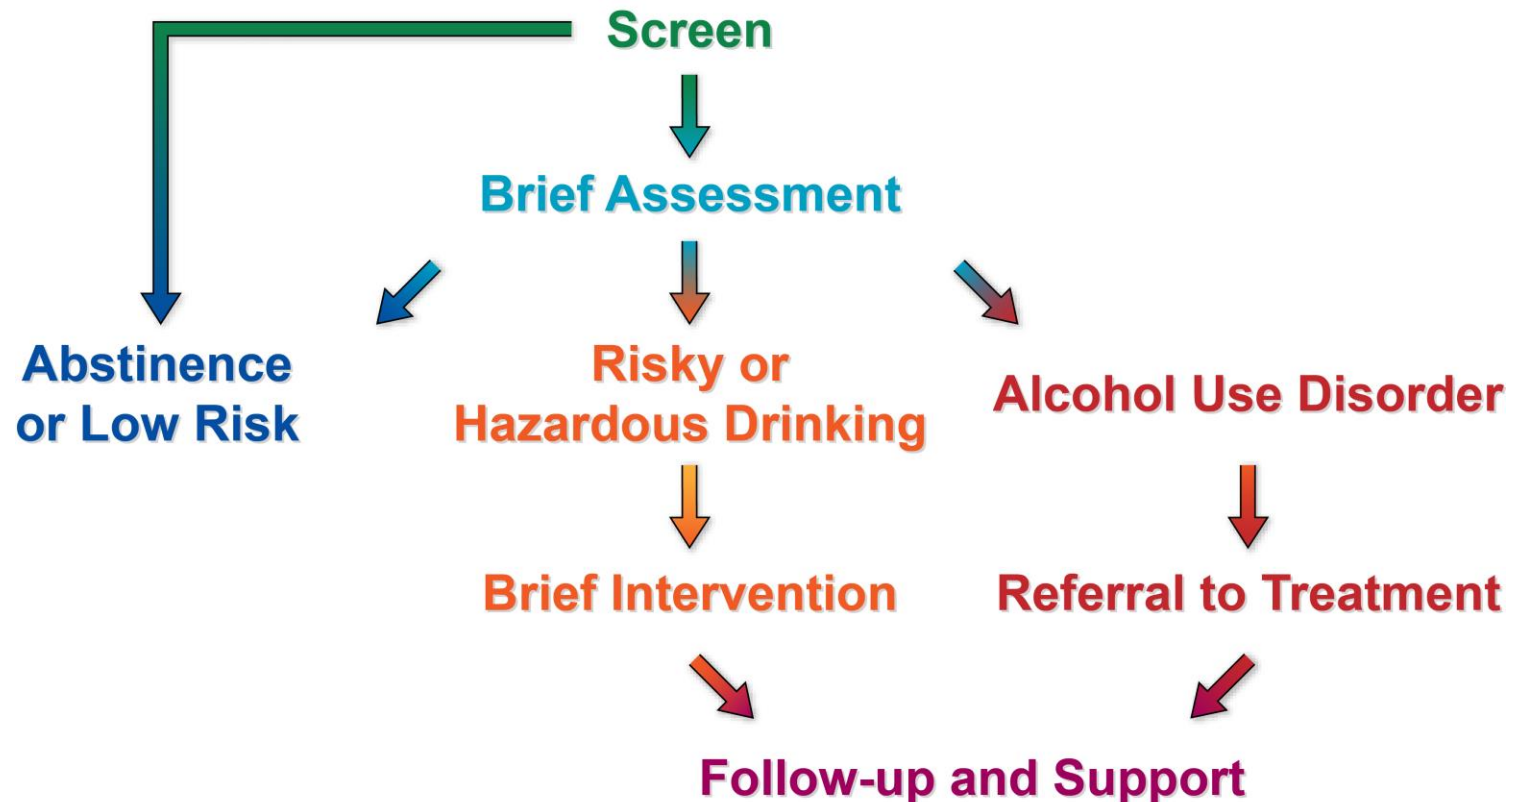 Screen
Brief Assessment
Abstinence
or Low Risk
Risky or
Hazardous Drinking
Alcohol Use Disorder
Brief Intervention
Referral to Treatment
Follow-up and Support